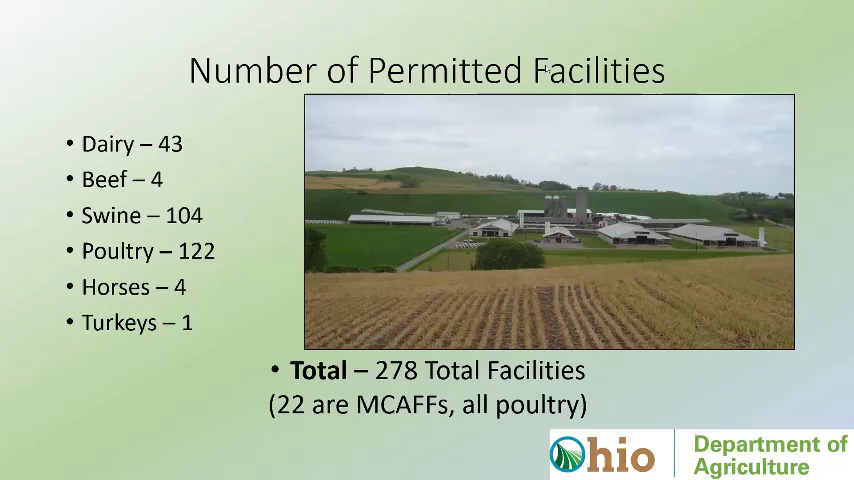 Number of Permitted Facilities
• Dairy – 43
• Beef – 4
• Swine – 104
• Poultry – 122
• Horses – 4
• Turkeys – 1
• Total – 278 Total Facilities
(22 are MCAFFs, all poultry)
Ohio
Department of
Agriculture